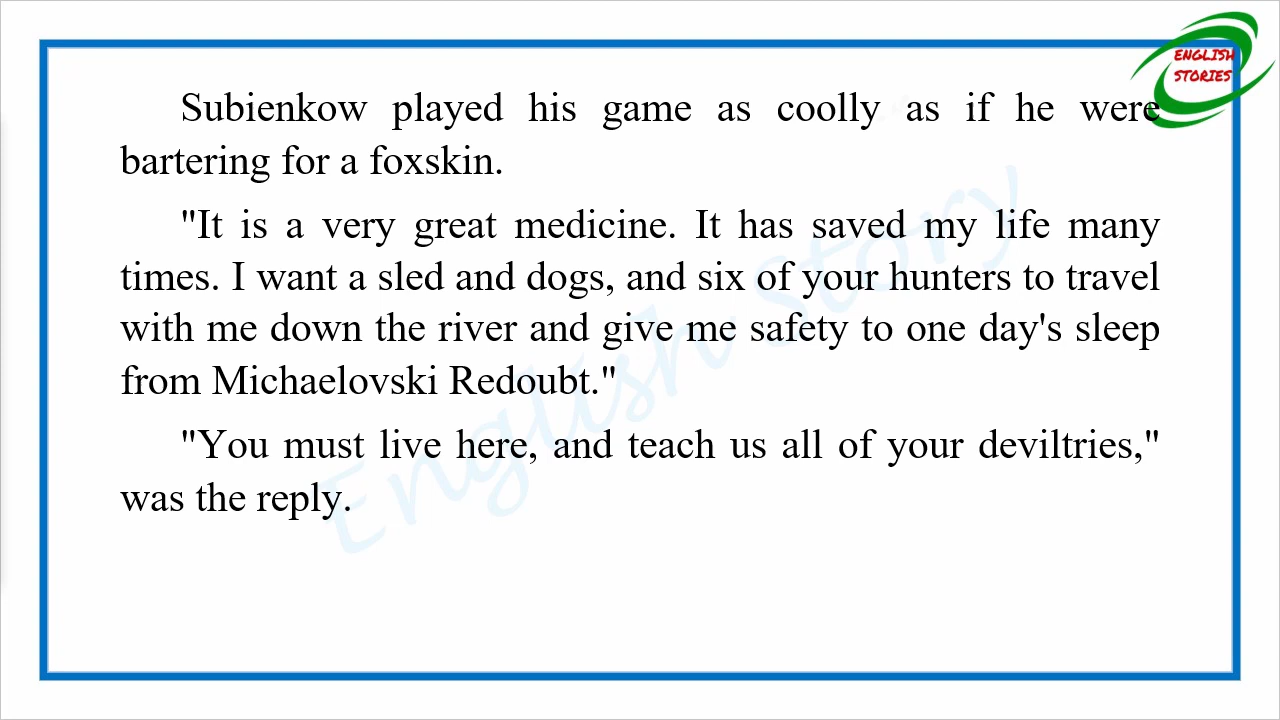 ENGLISH
STORIES
Subienkow played his game as coolly as if he were
bartering for a foxskin.
"It is a very great medicine. It has saved my life many
times. I want a sled and dogs, and six of your hunters to travel
with me down the river and give me safety to one day's sleep
from Michaelovski Redoubt."
"You must live here, and teach us all of your deviltries,"
was the reply.
English Story